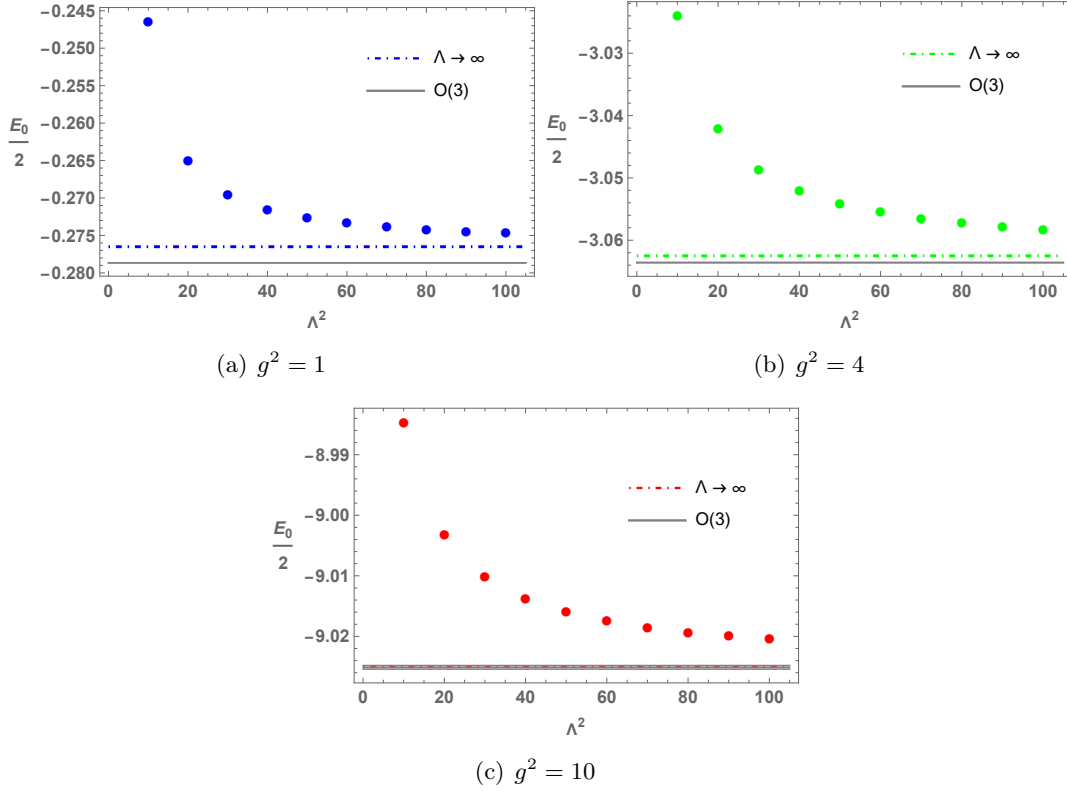 -0.245
-0.250
-0.255
-0.260
-0.265
-0.270
-0.275
-0.280
E₀/2
Λ → ∞
O(3)
0 20 40 60 80 100
Λ²
(a) g² = 1
-3.03
-3.04
-3.05
-3.06
E₀/2
Λ → ∞
O(3)
0 20 40 60 80 100
Λ²
(b) g² = 4
-8.99
-9.00
-9.01
-9.02
E₀/2
Λ → ∞
O(3)
0 20 40 60 80 100
Λ²
(c) g² = 10